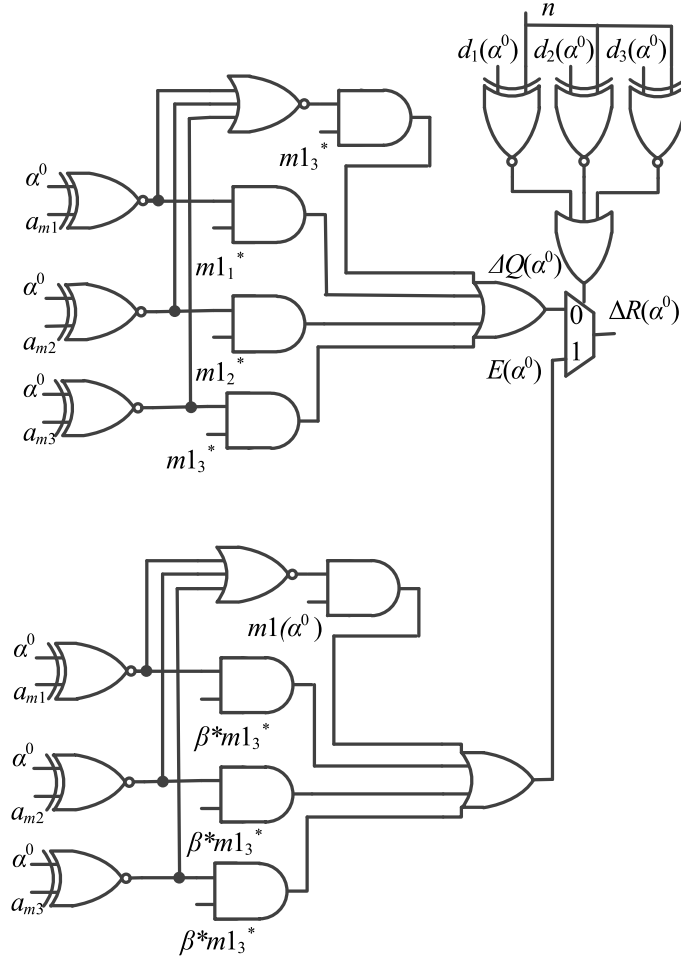 n
d₁(α⁰) d₂(α⁰) d₃(α⁰)
m1₃*
α⁰
aₘ₁
m1₁*
α⁰
ΔQ(α⁰)
ΔR(α⁰)
0
aₘ₂
1
m1₂*
E(α⁰)
α⁰
aₘ₃
m1₃*
m1(α⁰)
α⁰
aₘ₁
β*m1₃*
α⁰
aₘ₂
β*m1₃*
α⁰
aₘ₃
β*m1₃*